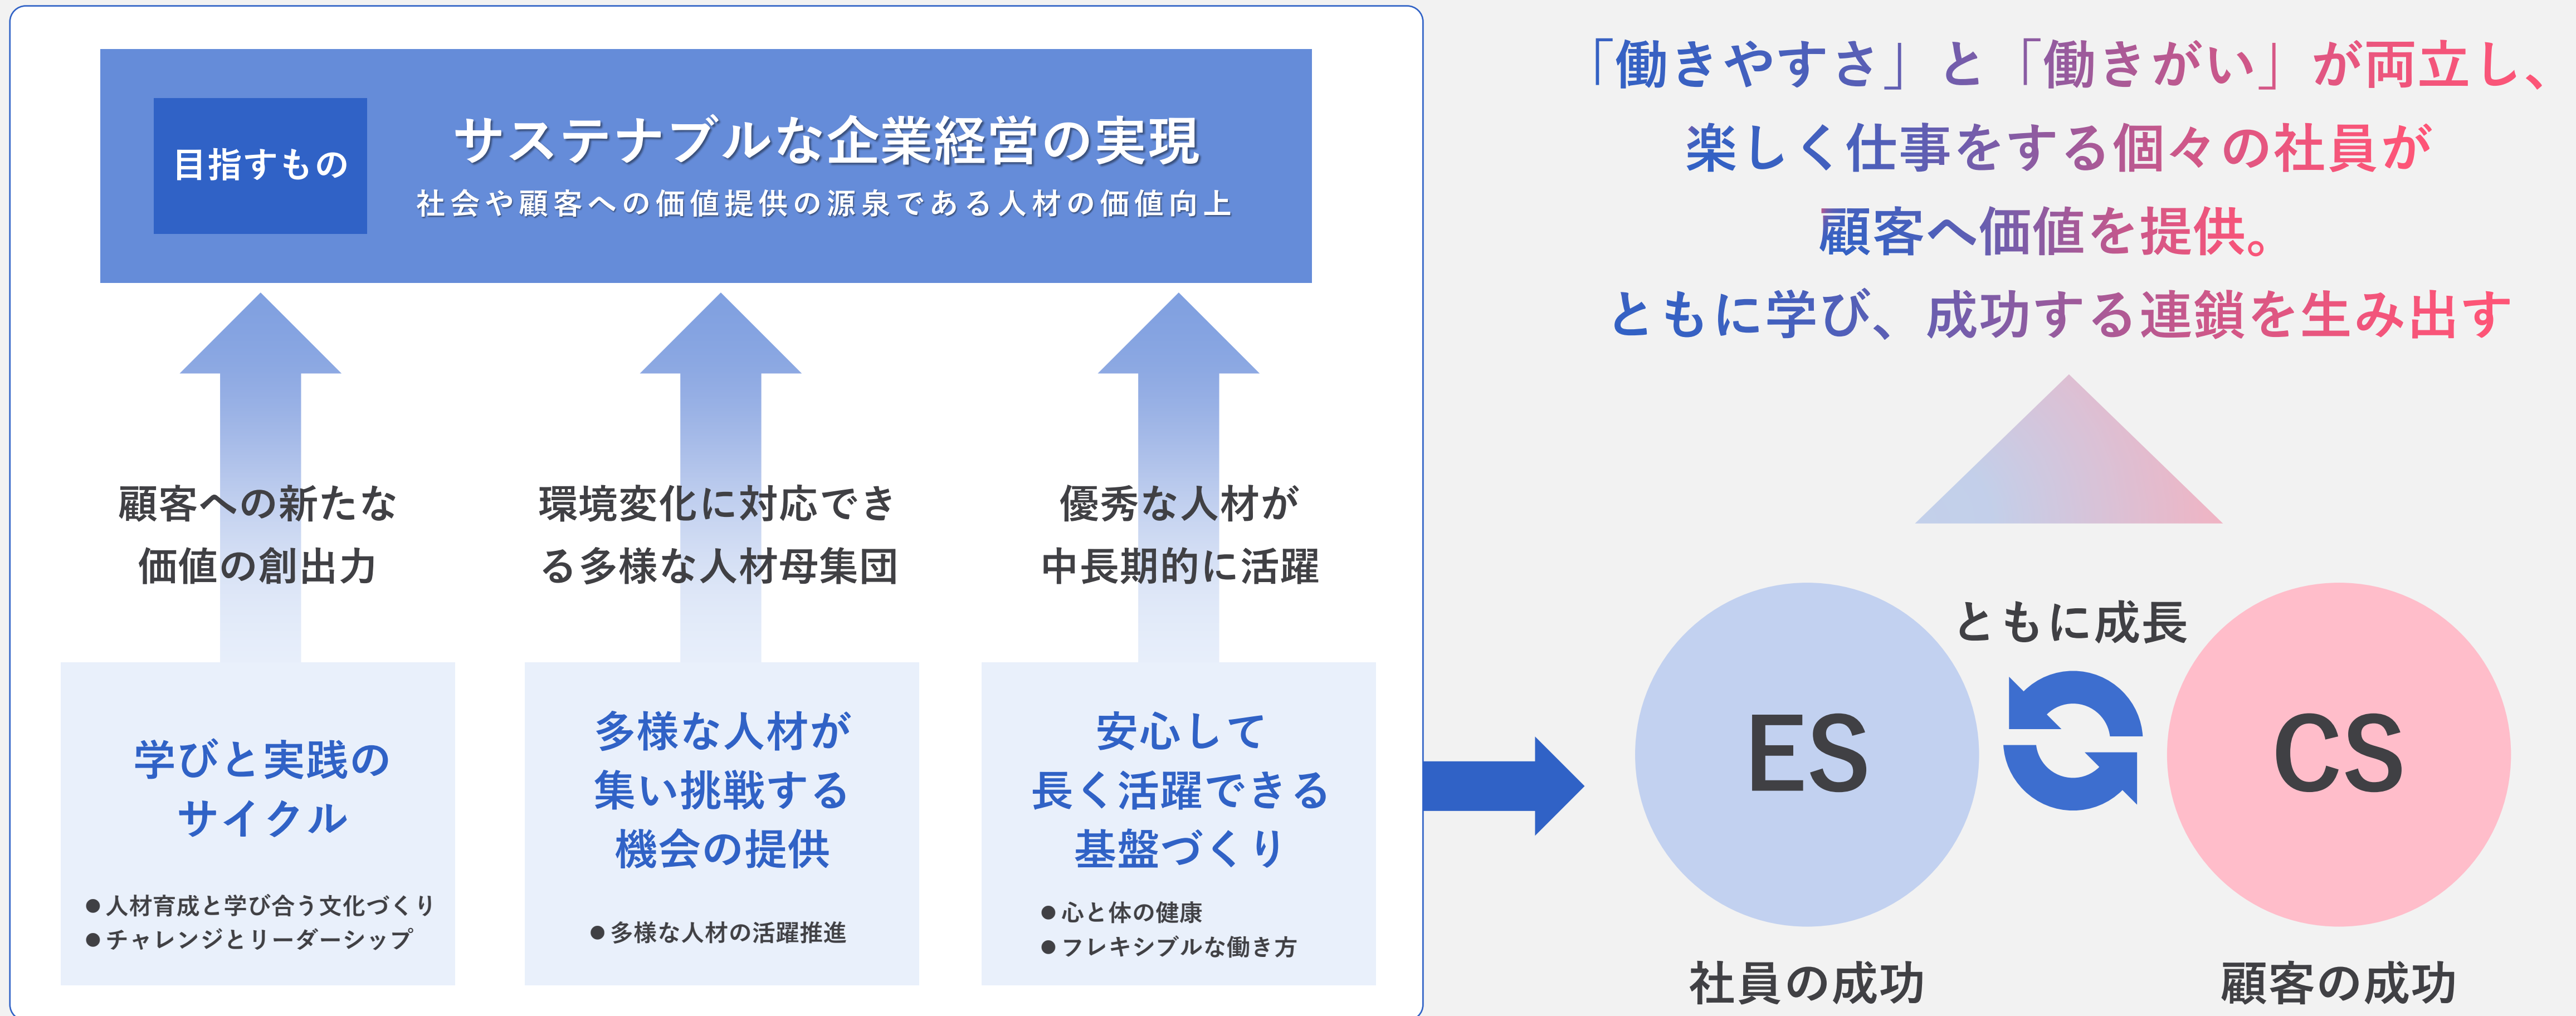 目指すもの
サステナブルな企業経営の実現
社会や顧客への価値提供の源泉である人材の価値向上
顧客への新たな
価値の創出力
環境変化に対応でき
る多様な人材母集団
優秀な人材が
中長期的に活躍
学びと実践の
サイクル
●人材育成と学び合う文化づくり
●チャレンジとリーダーシップ
多様な人材が
集い挑戦する
機会の提供
●多様な人材の活躍推進
安心して
長く活躍できる
基盤づくり
●心と体の健康
●フレキシブルな働き方
「働きやすさ」と「働きがい」が両立し、
楽しく仕事をする個々の社員が
顧客へ価値を提供。
ともに学び、成功する連鎖を生み出す
ともに成長
ES
CS
社員の成功
顧客の成功